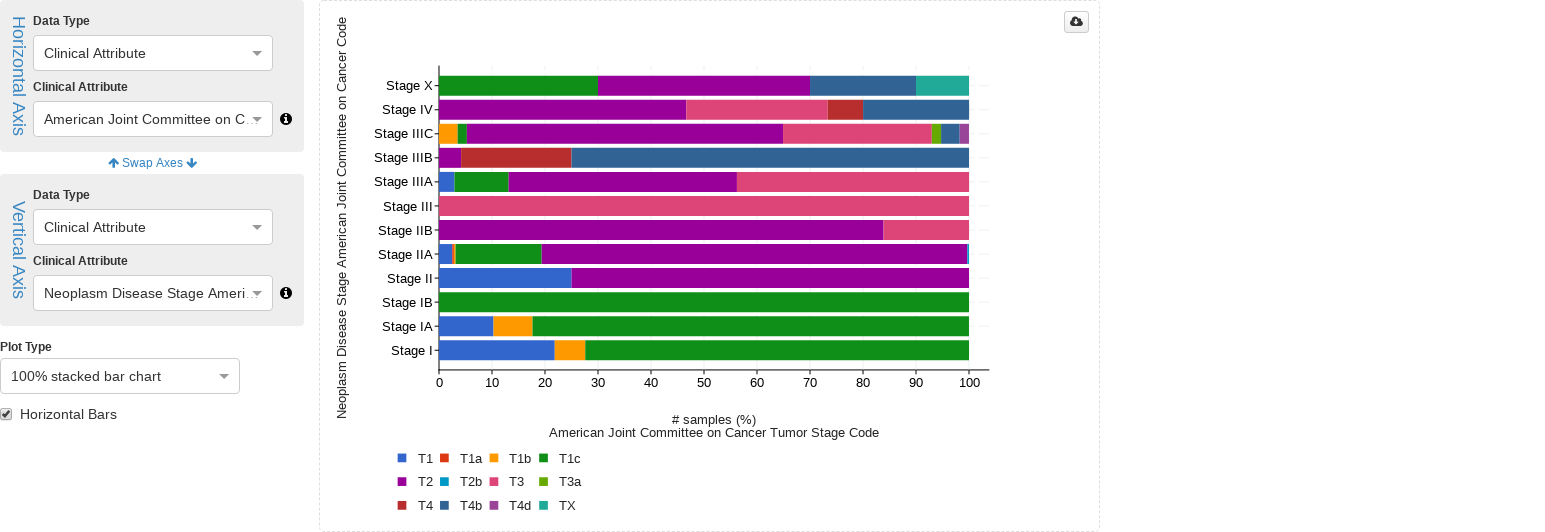 Horizontal Axis
Data Type
Clinical Attribute
Clinical Attribute
American Joint Committee on C...
Swap Axes
Vertical Axis
Data Type
Clinical Attribute
Clinical Attribute
Neoplasm Disease Stage Ameri...
Plot Type
100% stacked bar chart
Horizontal Bars
Neoplasm Disease Stage American Joint Committee on Cancer Code
Stage X
Stage IV
Stage IIIC
Stage IIIB
Stage IIIA
Stage III
Stage IIB
Stage IIA
Stage II
Stage IB
Stage IA
Stage I
0 10 20 30 40 50 60 70 80 90 100
# samples (%)
American Joint Committee on Cancer Tumor Stage Code
T1 T1a T1b T1c
T2 T2b T3 T3a
T4 T4b T4d TX